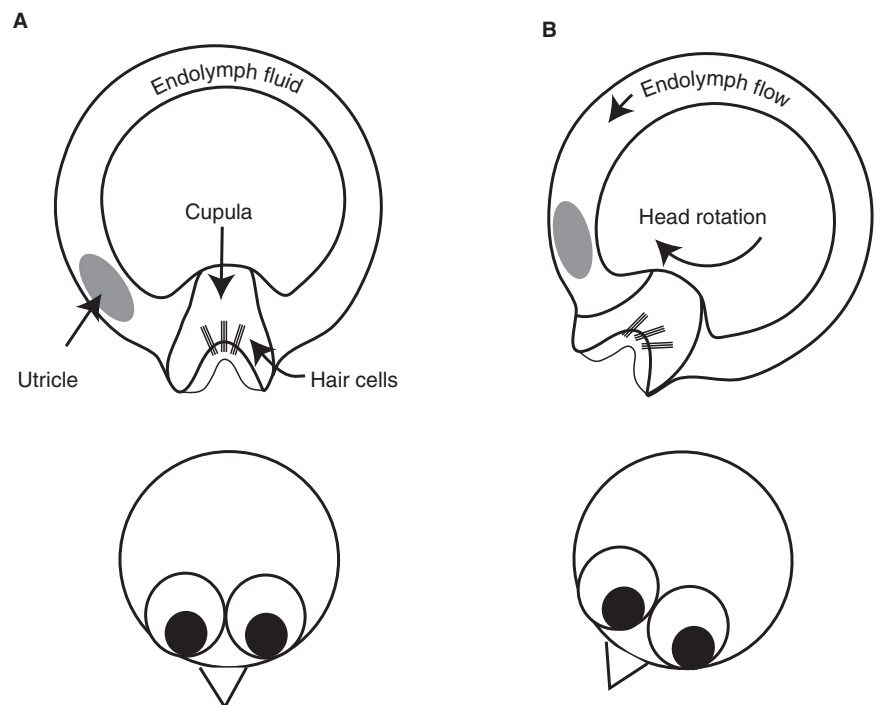 A
B
Endolymph fluid
Endolymph flow
Cupula
Head rotation
Utricle
Hair cells